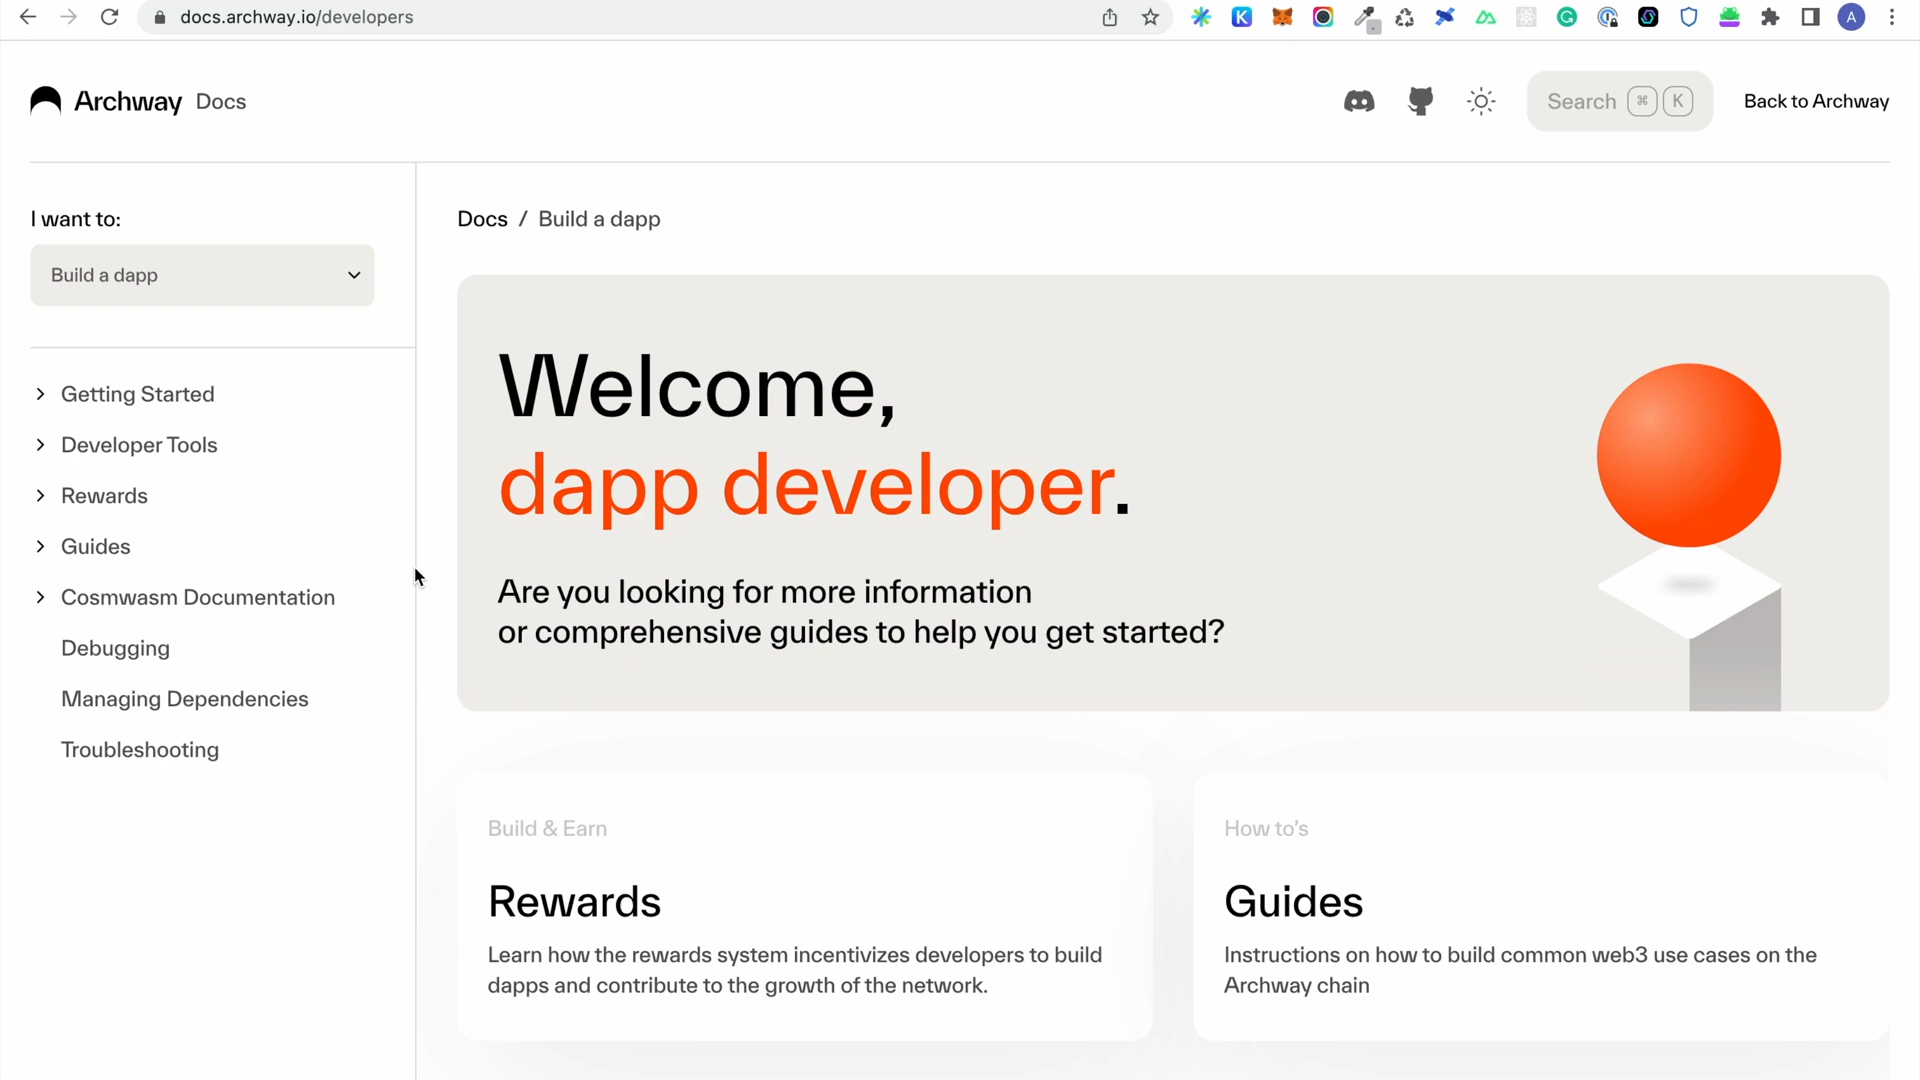 docs.archway.io/developers
A
Archway Docs
Search ⌘ K
Back to Archway
I want to:
Build a dapp
Getting Started
Developer Tools
Rewards
Guides
Cosmwasm Documentation
Debugging
Managing Dependencies
Troubleshooting
Docs / Build a dapp
Welcome,
dapp developer.
Are you looking for more information
or comprehensive guides to help you get started?
Build & Earn
Rewards
Learn how the rewards system incentivizes developers to build
dapps and contribute to the growth of the network.
How to's
Guides
Instructions on how to build common web3 use cases on the
Archway chain